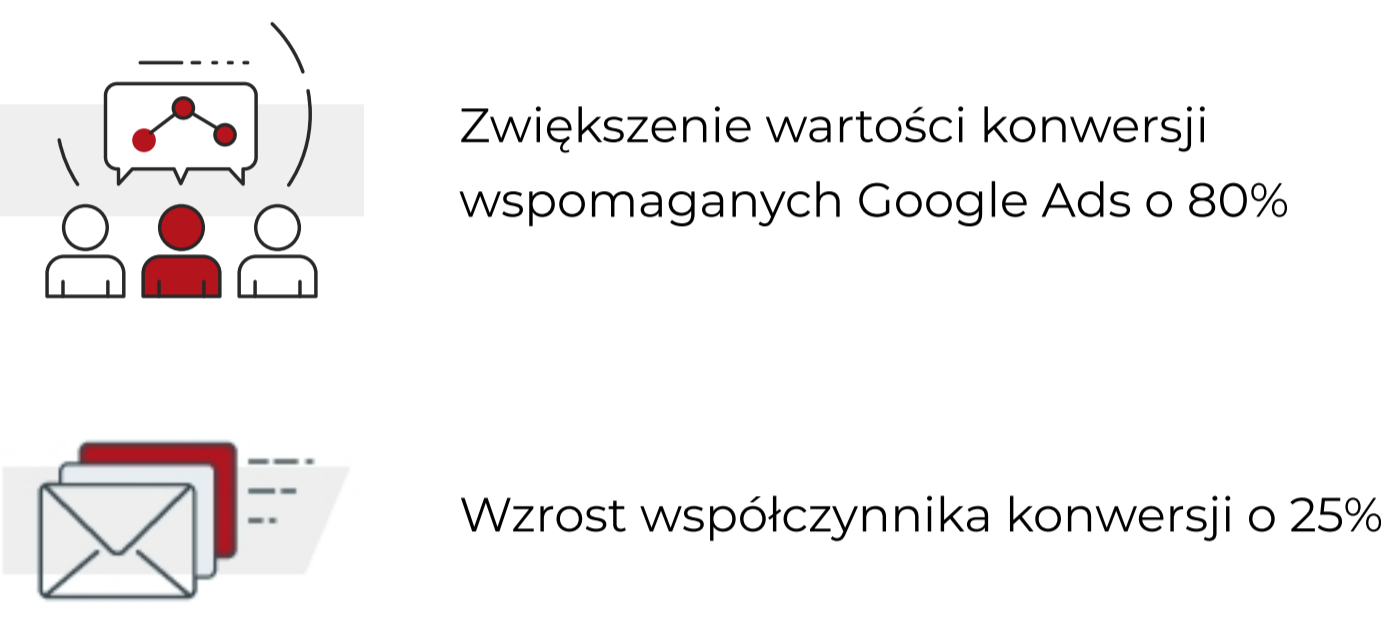 Zwiększenie wartości konwersji
wspomaganych Google Ads o 80%
Wzrost współczynnika konwersji o 25%